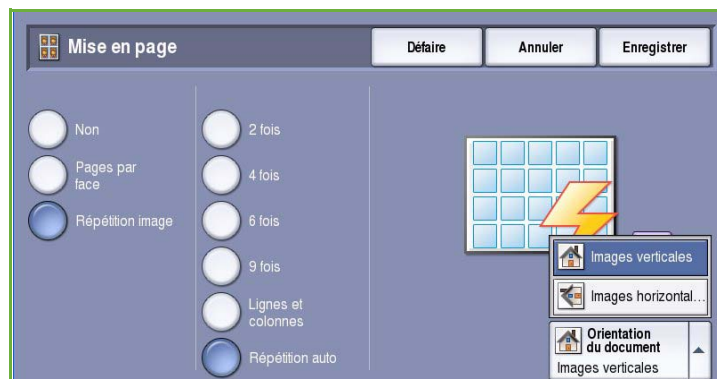 Mise en page
Défaire
Annuler
Enregistrer
Non
Pages par
face
Répétition image
2 fois
4 fois
6 fois
9 fois
Lignes et
colonnes
Répétition auto
Images verticales
Images horizontal...
Orientation
du document
Images verticales